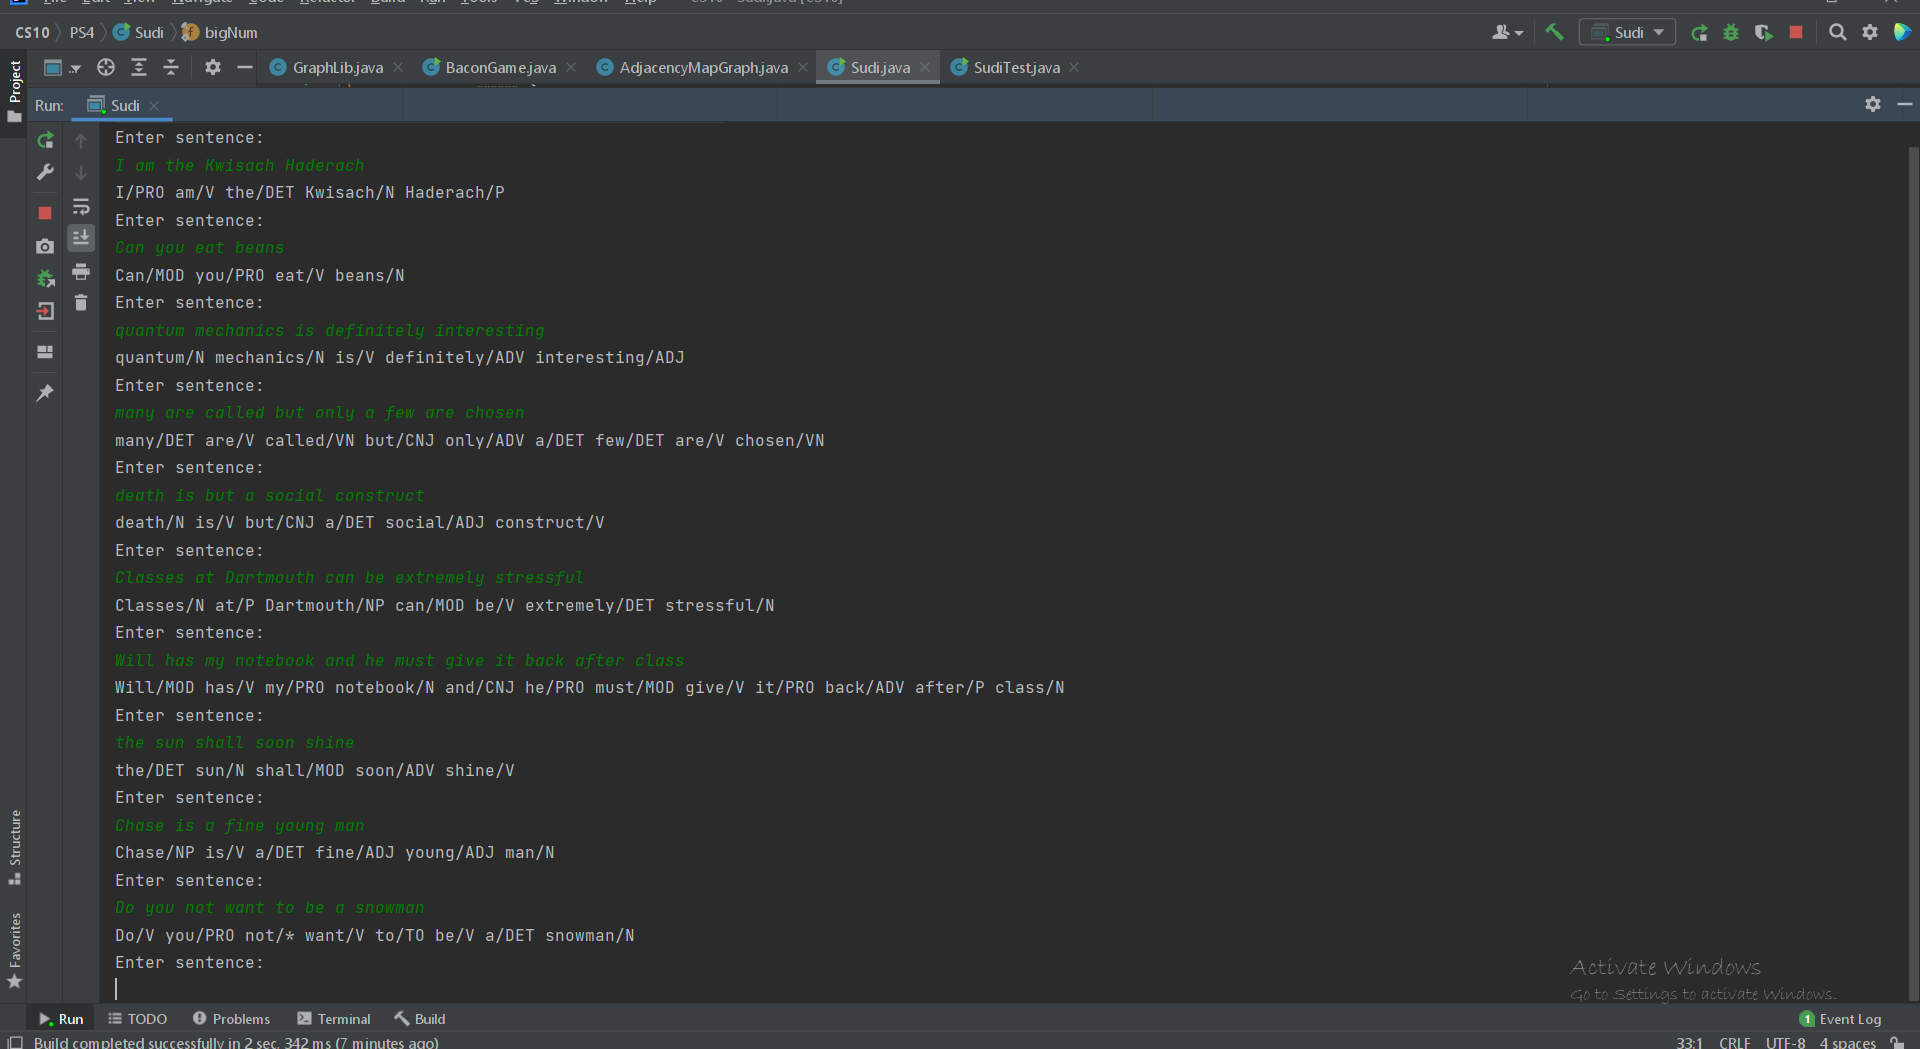 CS10 PS4 Sudi bigNum Sudi
GraphLib.java BaconGame.java AdjacencyMapGraph.java Sudi.java SudiTest.java
Project
Run: Sudi
Enter sentence:
I am the Kwisach Haderach
I/PRO am/V the/DET Kwisach/N Haderach/P
Enter sentence:
Can you eat beans
Can/MOD you/PRO eat/V beans/N
Enter sentence:
quantum mechanics is definitely interesting
quantum/N mechanics/N is/V definitely/ADV interesting/ADJ
Enter sentence:
many are called but only a few are chosen
many/DET are/V called/VN but/CNJ only/ADV a/DET few/DET are/V chosen/VN
Enter sentence:
death is but a social construct
death/N is/V but/CNJ a/DET social/ADJ construct/V
Enter sentence:
Classes at Dartmouth can be extremely stressful
Classes/N at/P Dartmouth/NP can/MOD be/V extremely/DET stressful/N
Enter sentence:
Will has my notebook and he must give it back after class
Will/MOD has/V my/PRO notebook/N and/CNJ he/PRO must/MOD give/V it/PRO back/ADV after/P class/N
Enter sentence:
the sun shall soon shine
the/DET sun/N shall/MOD soon/ADV shine/V
Enter sentence:
Chase is a fine young man
Chase/NP is/V a/DET fine/ADJ young/ADJ man/N
Enter sentence:
Do you not want to be a snowman
Do/V you/PRO not/* want/V to/TO be/V a/DET snowman/N
Enter sentence:
Structure
Favorites
Activate Windows
Go to Settings to activate Windows.
Run TODO Problems Terminal Build 1 Event Log
Build completed successfully in 2 sec, 342 ms (7 minutes ago) 33:1 CRLF UTF-8 4 spaces